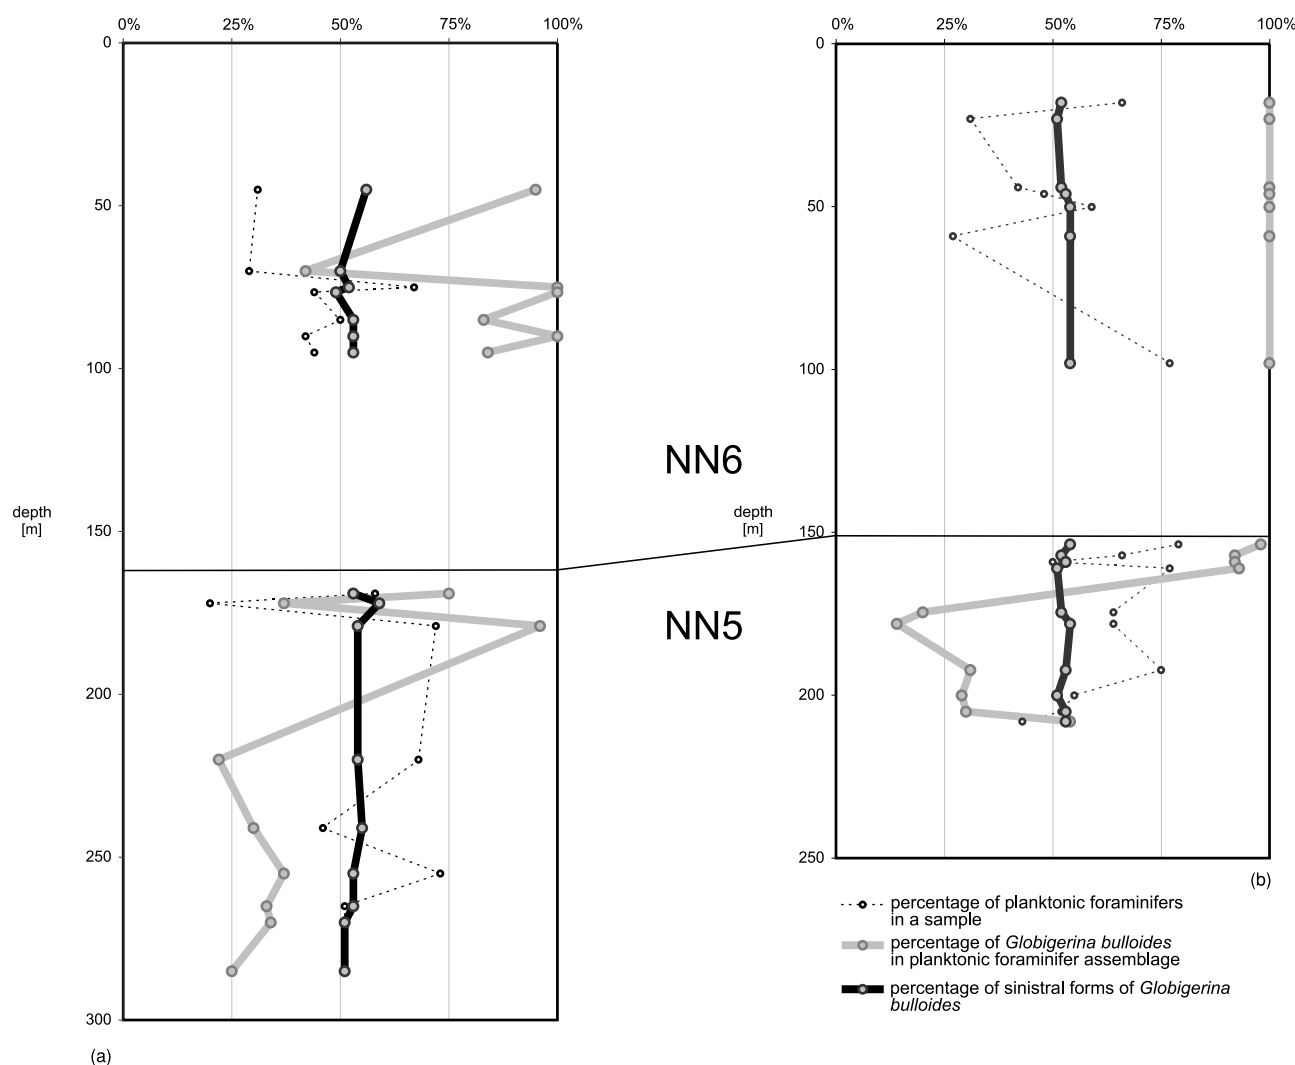 0% 25% 50% 75% 100%
0
50
100
150
200
250
300
depth
[m]
(a)
NN6
NN5
0% 25% 50% 75% 100%
0
50
100
150
200
250
depth
[m]
(b)
percentage of planktonic foraminifers
in a sample
percentage of Globigerina bulloides
in planktonic foraminifer assemblage
percentage of sinistral forms of Globigerina
bulloides